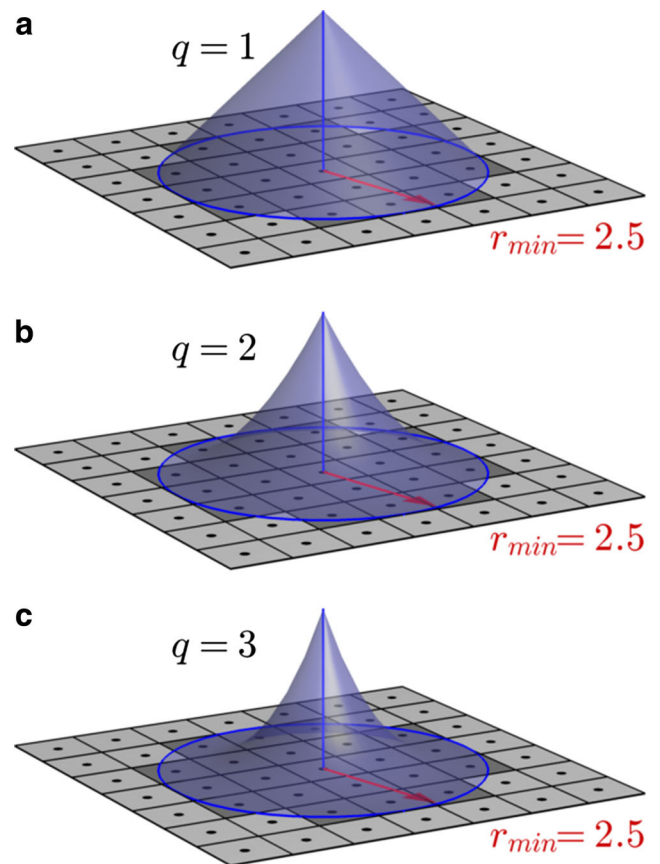 a
q = 1
r_min = 2.5
b
q = 2
r_min = 2.5
c
q = 3
r_min = 2.5